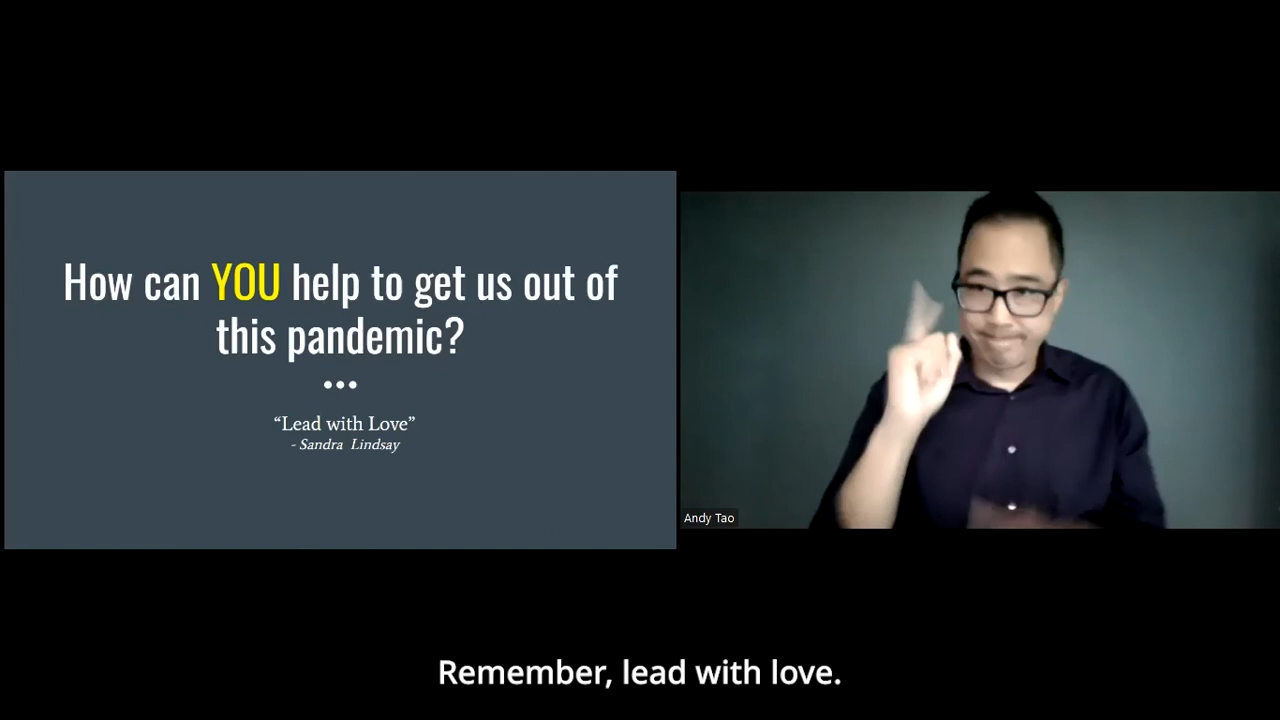 How can YOU help to get us out of
this pandemic?
“Lead with Love”
- Sandra Lindsay
Andy Tao
Remember, lead with love.